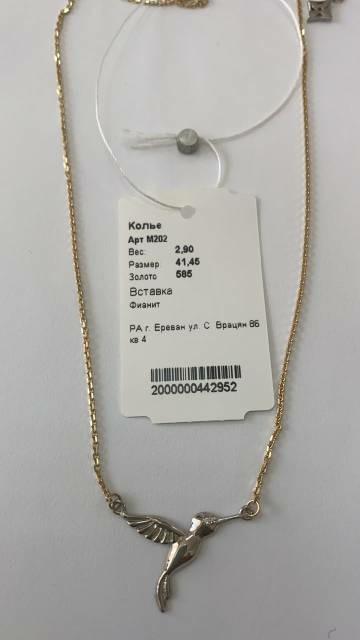 Колье
Арт М202
Вес: 2,90
Размер 41,45
Золото 585
Вставка
Фианит
РА г. Ереван ул. С Врацян 86
кв 4
2000000442952